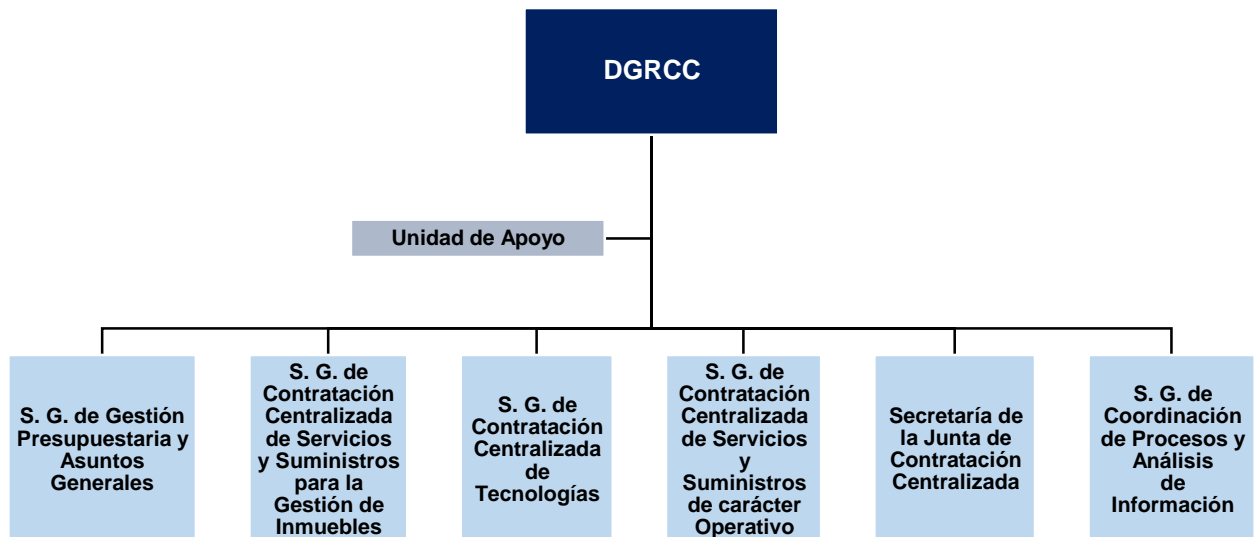 DGRCC
Unidad de Apoyo
S. G. de Gestión
Presupuestaria y
Asuntos
Generales
S. G. de
Contratación
Centralizada
de Servicios
y Suministros
para la
Gestión de
Inmuebles
S. G. de
Contratación
Centralizada
de
Tecnologías
S. G. de
Contratación
Centralizada
de Servicios
y
Suministros
de carácter
Operativo
Secretaría de
la Junta de
Contratación
Centralizada
S. G. de
Coordinación
de Procesos y
Análisis
de
Información